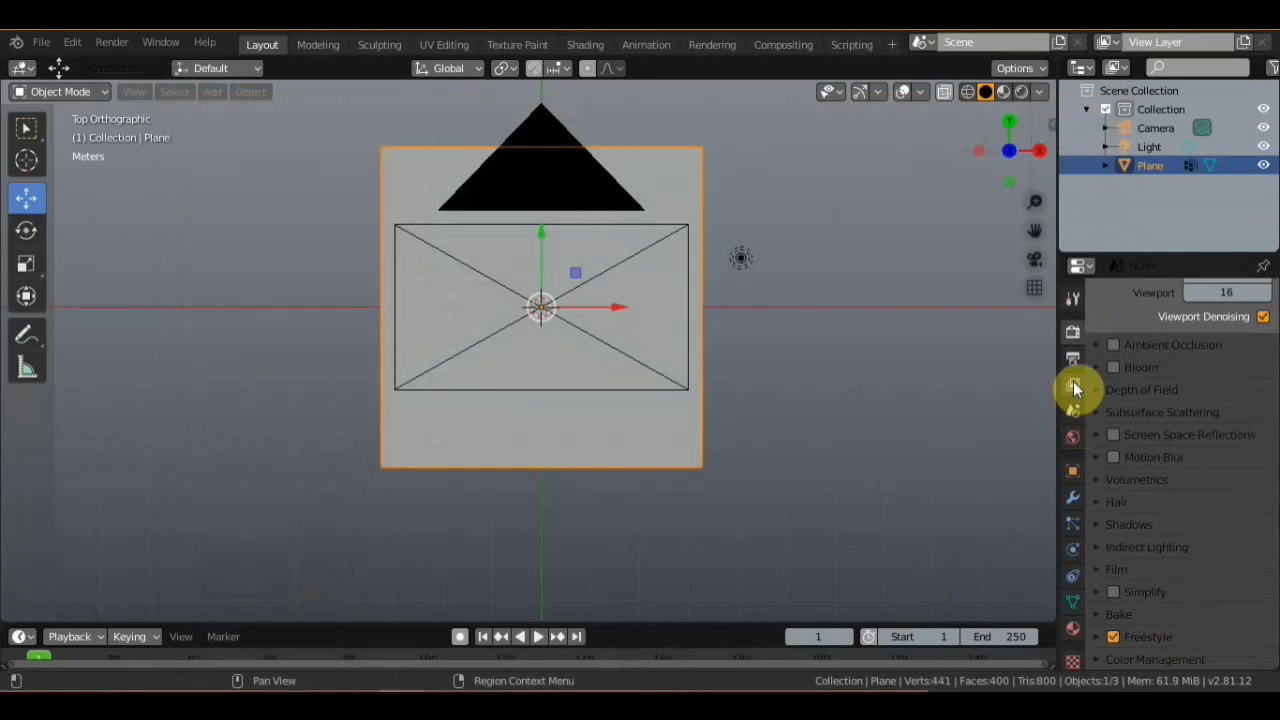 File Edit Render Window Help Layout Modeling Sculpting UV Editing Texture Paint Shading Animation Rendering Compositing Scripting + Scene View Layer
Default Global Options
Object Mode View Select Add Object
Top Orthographic
(1) Collection | Plane
Meters
Y
X
Z
Scene Collection
Collection
Camera
Light
Plane
Scene
Viewport 16
Viewport Denoising
Ambient Occlusion
Bloom
Depth of Field
Subsurface Scattering
Screen Space Reflections
Motion Blur
Volumetrics
Hair
Shadows
Indirect Lighting
Film
Simplify
Bake
Freestyle
Color Management
Playback Keying View Marker 1 Start 1 End 250
Pan View Region Context Menu Collection | Plane | Verts:441 | Faces:400 | Tris:800 | Objects:1/3 | Mem: 61.9 MiB | v2.81.12